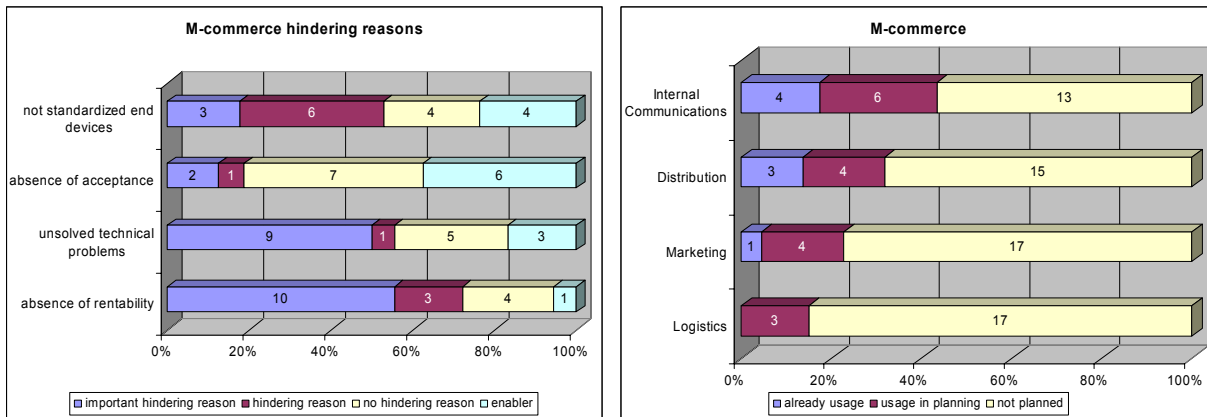 M-commerce hindering reasons
not standardized end
devices
3 6 4 4
absence of acceptance
2 1 7 6
unsolved technical
problems
9 1 5 3
absence of rentability
10 3 4 1
0% 20% 40% 60% 80% 100%
important hindering reason hindering reason no hindering reason enabler
M-commerce
Internal
Communications
4 6 13
Distribution
3 4 15
Marketing
1 4 17
Logistics
3 17
0% 20% 40% 60% 80% 100%
already usage usage in planning not planned